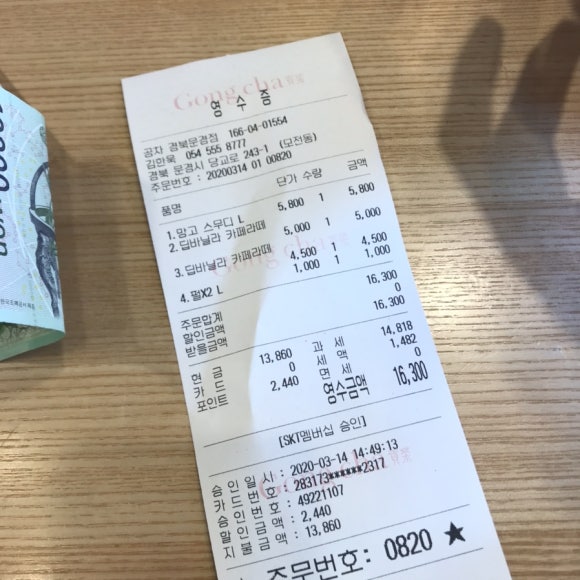 Gong cha 貢茶
영 수 증
공차 경북문경점 166-04-01554
김만욱 054 555 8777
경북 문경시 당교로 243-1 (모전동)
주문번호 : 20200314 01 00820
품명 단가 수량 금액
1.망고 스무디 L 5,800 1 5,800
2.딥바닐라 카페라떼 5,000 1 5,000
3.딥바닐라 카페라떼 4,500 1 4,500
4.펄X2 L 1,000 1 1,000
주문합계 16,300
할인금액 0
받을금액 16,300
현 금 13,860 과 세 14,818
카 드 0 세 액 1,482
포인트 2,440 면 세 0
영수금액 16,300
[SKT멤버십 승인]
승 인 일 시 : 2020-03-14 14:49:13
카 드 번 호 : 283173******2317
승 인 번 호 : 49221107
할 인 금 액 : 2,440
지 불 금 액 : 13,860
주문번호: 0820 ★